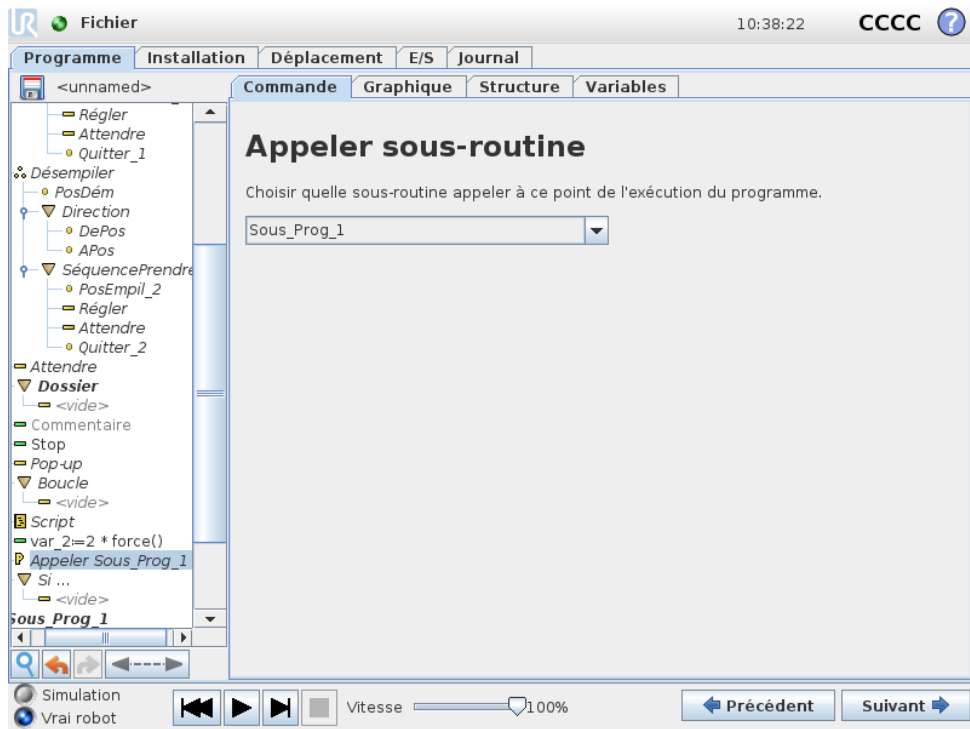 Fichier 10:38:22 CCCC ?
Programme Installation Déplacement E/S Journal
<unnamed>
Commande Graphique Structure Variables
Régler
Attendre
Quitter_1
Désempiler
PosDém
Direction
DePos
APos
SéquencePrendre
PosEmpil_2
Régler
Attendre
Quitter_2
Attendre
Dossier
<vide>
Commentaire
Stop
Pop-up
Boucle
<vide>
Script
var_2:=2 * force()
P Appeler Sous_Prog_1
Si ...
<vide>
Sous_Prog_1
Appeler sous-routine
Choisir quelle sous-routine appeler à ce point de l'exécution du programme.
Sous_Prog_1
Simulation
Vrai robot
Vitesse 100%
Précédent Suivant